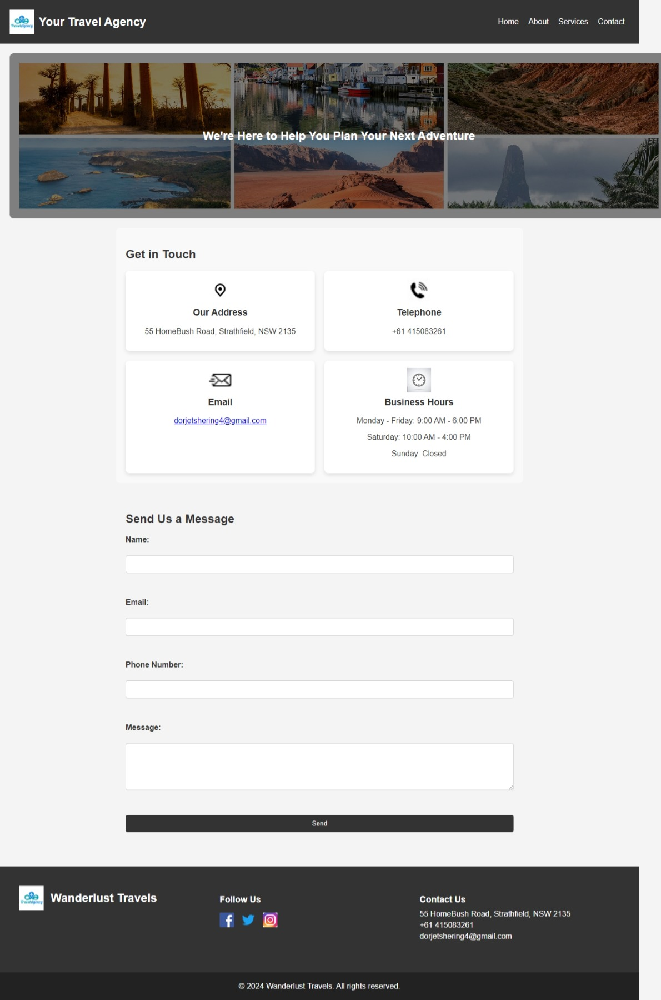 TravelAgency
Your Travel Agency
Home About Services Contact
We're Here to Help You Plan Your Next Adventure
Get in Touch
Our Address
55 HomeBush Road, Strathfield, NSW 2135
Telephone
+61 415083261
Email
dorjetshering4@gmail.com
Business Hours
Monday - Friday: 9:00 AM - 6:00 PM
Saturday: 10:00 AM - 4:00 PM
Sunday: Closed
Send Us a Message
Name:
Email:
Phone Number:
Message:
Send
TravelAgency
Wanderlust Travels
Follow Us
Contact Us
55 HomeBush Road, Strathfield, NSW 2135
+61 415083261
dorjetshering4@gmail.com
© 2024 Wanderlust Travels. All rights reserved.